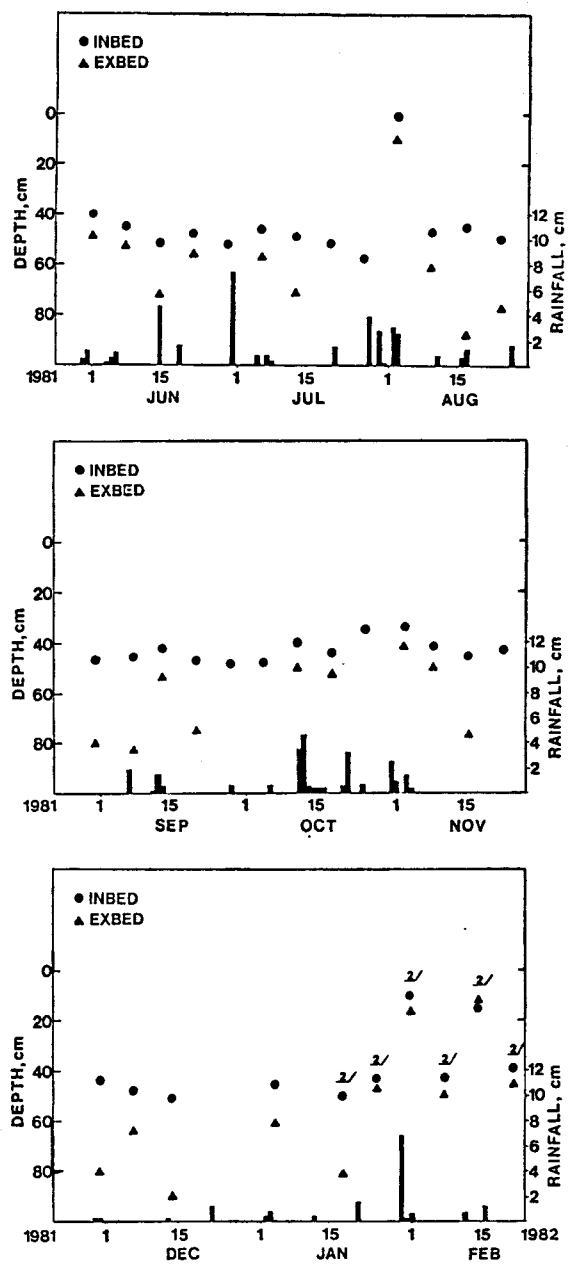 ● INBED
▲ EXBED
DEPTH, cm
0
20
40
60
80
12
10
8
6
4
2
RAINFALL, cm
1981 1 15 1 15 1 15
JUN JUL AUG
● INBED
▲ EXBED
DEPTH, cm
0
20
40
60
80
12
10
8
6
4
2
RAINFALL, cm
1981 1 15 1 15 1 15
SEP OCT NOV
● INBED
▲ EXBED
DEPTH, cm
0
20
40
60
80
2/ 2/ 2/ 2/ 2/ 2/
12
10
8
6
4
2
RAINFALL, cm
1981 1 15 1 15 1 15 1982
DEC JAN FEB